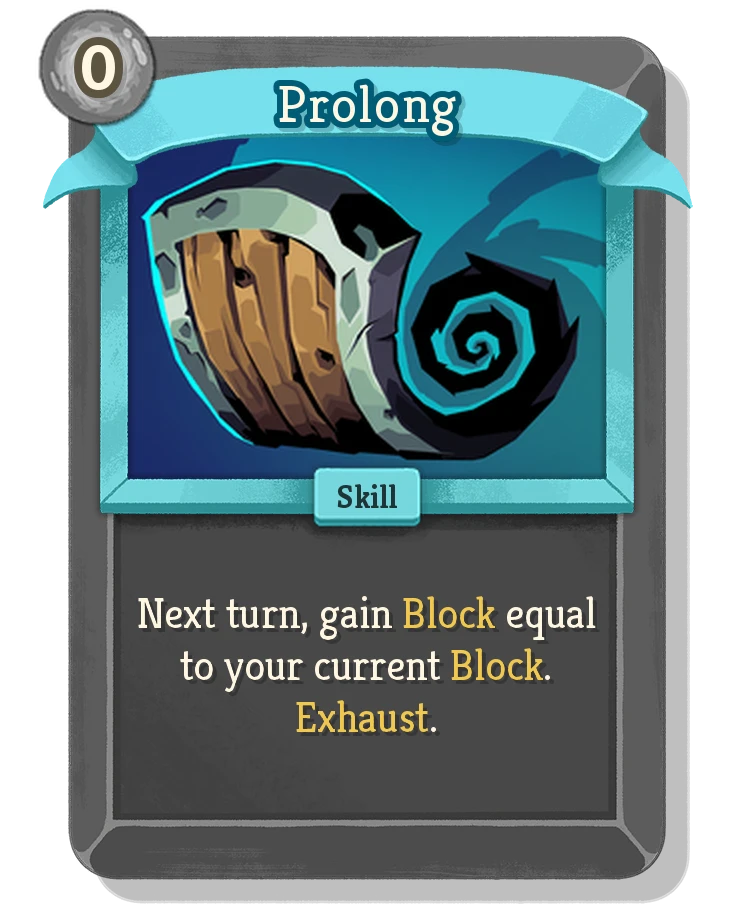 0
Prolong
Skill
Next turn, gain Block equal
to your current Block.
Exhaust.